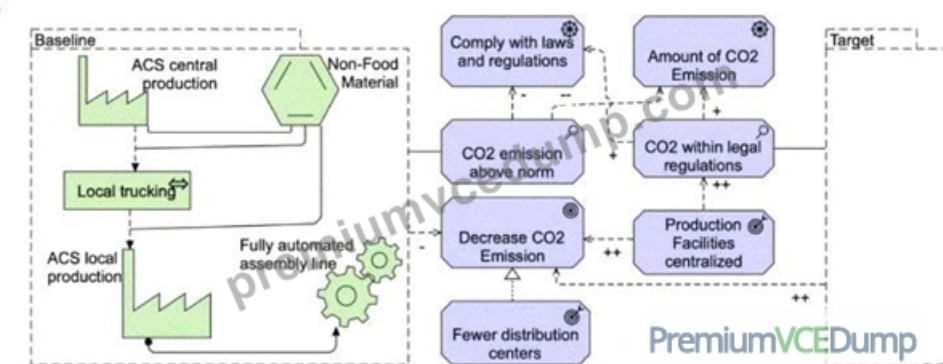 Baseline
ACS central
production
Non-Food
Material
Local trucking
ACS local
production
Fully automated
assembly line
Comply with laws
and regulations
Amount of CO2
Emission
Target
-
--
+
+
CO2 emission
above norm
CO2 within legal
regulations
++
-
Decrease CO2
Emission
++
Production
Facilities
centralized
++
Fewer distribution
centers
premiumvcedump.com
PremiumVCEDump